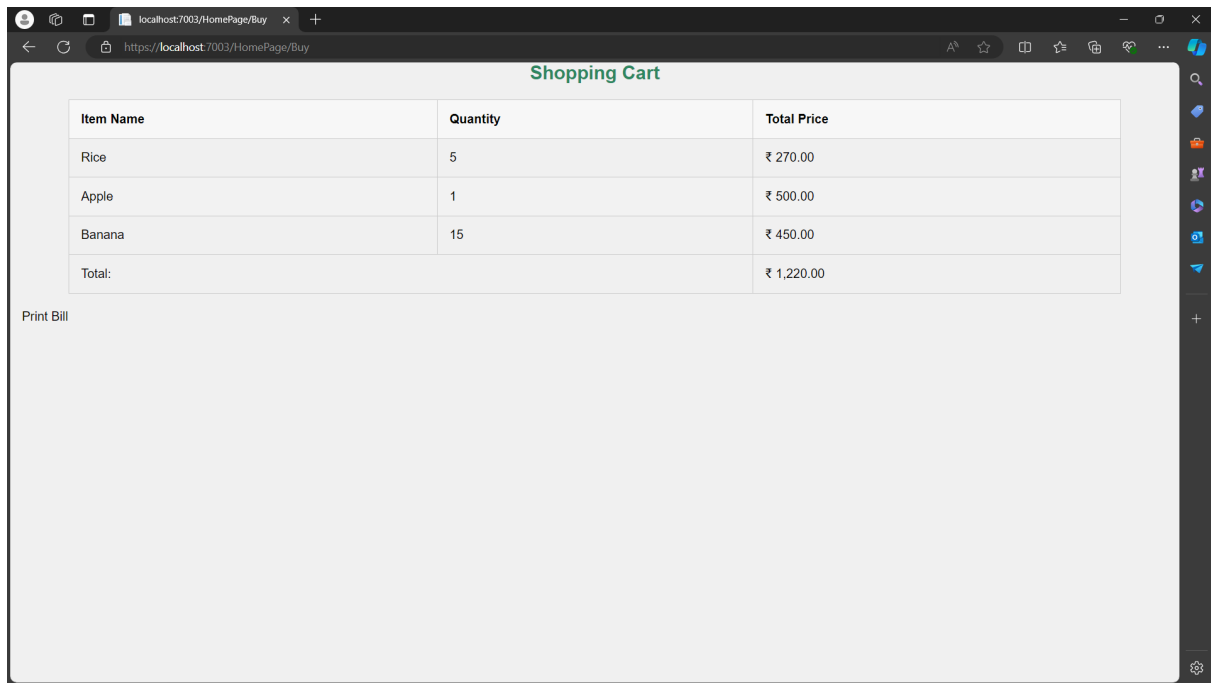 localhost:7003/HomePage/Buy
https://localhost:7003/HomePage/Buy
Shopping Cart
Item Name Quantity Total Price
Rice 5 ₹ 270.00
Apple 1 ₹ 500.00
Banana 15 ₹ 450.00
Total: ₹ 1,220.00
Print Bill